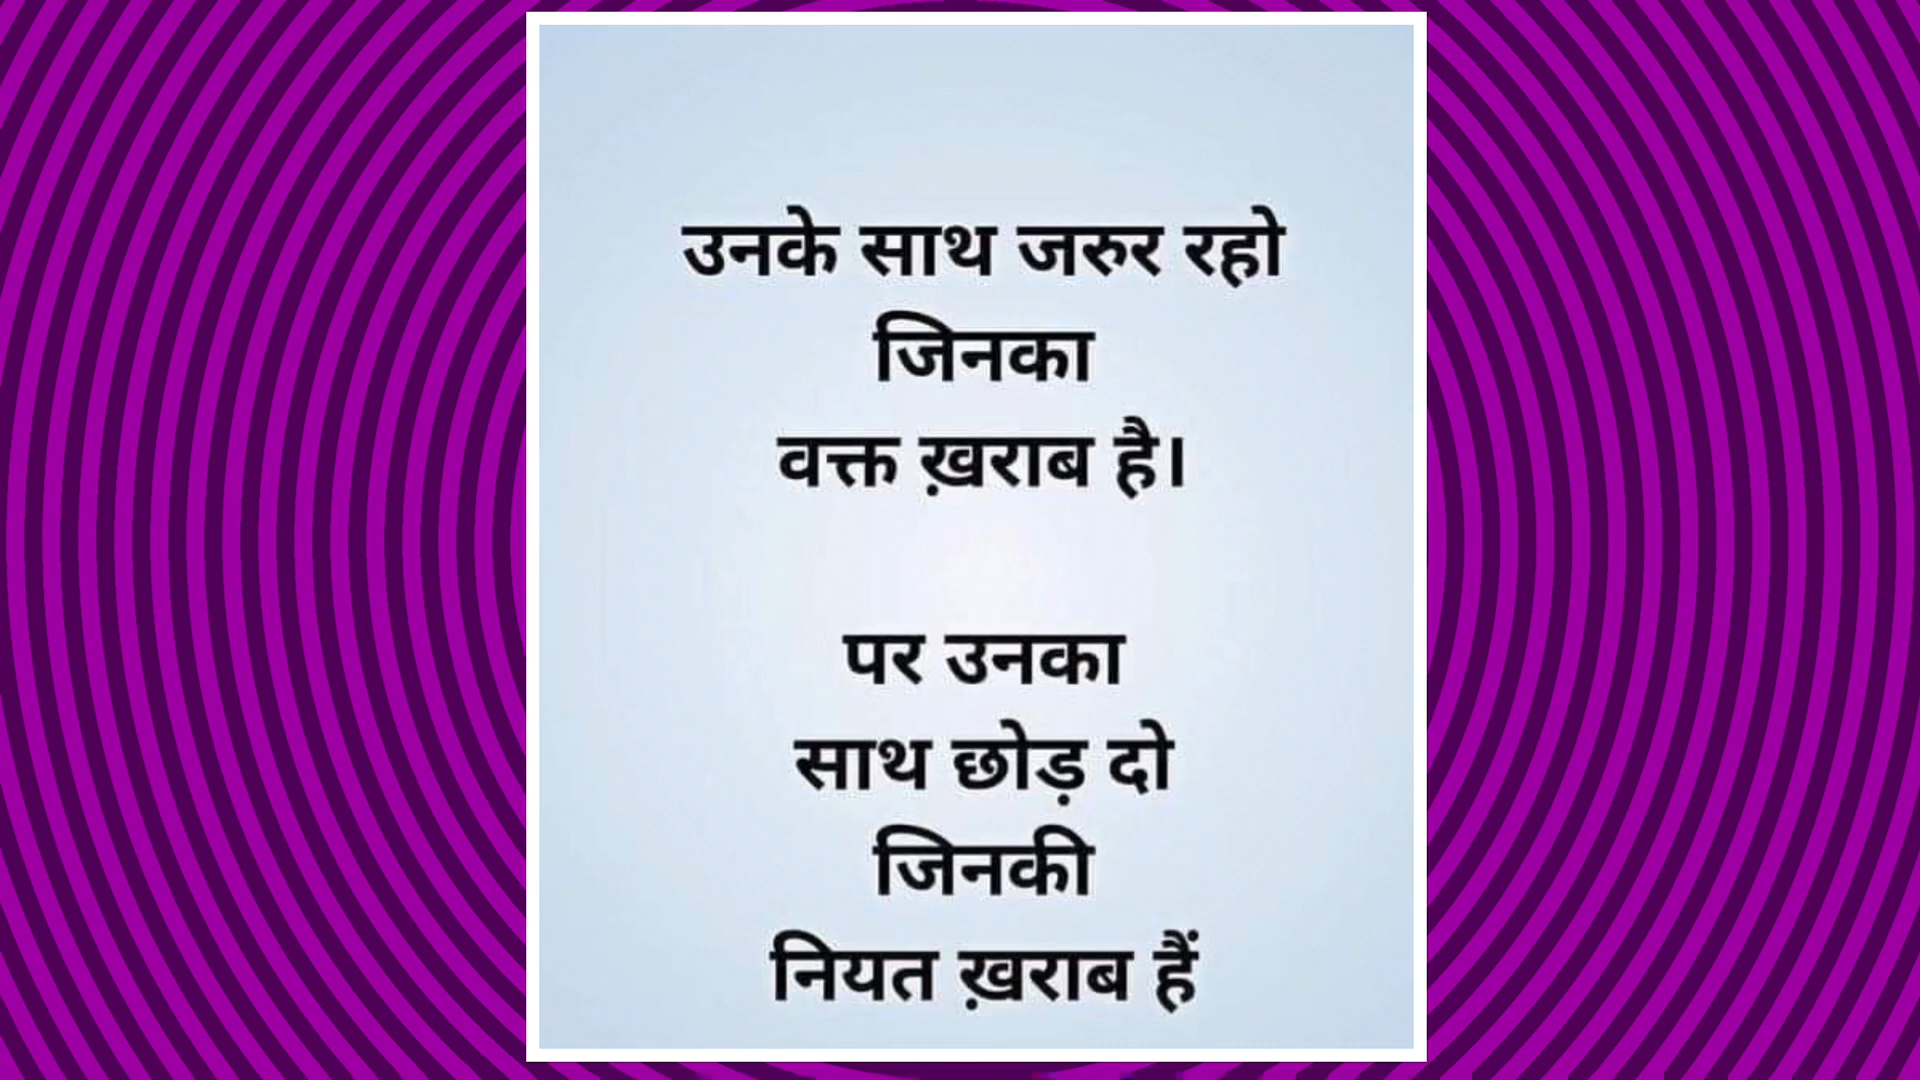 उनके साथ जरुर रहो
जिनका
वक्त ख़राब है।
पर उनका
साथ छोड़ दो
जिनकी
नियत ख़राब हैं